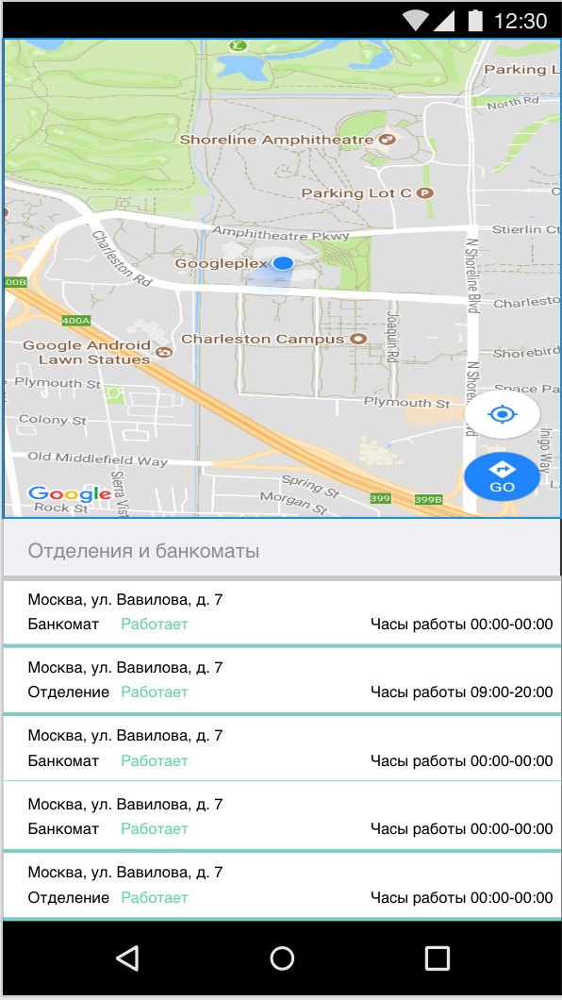 12:30
Parking L
North Rd
Shoreline Amphitheatre
Parking Lot C
Amphitheatre Pkwy
Stierlin Ct
Charleston Rd
Googleplex
N Shoreline Blvd
00B
Charlesto
400A
Charleston Campus
Joaquin Rd
Google Android
Lawn Statues
Shorebird
Plymouth St
N Shore
Space Pa
Plymouth St
Colony St
Inigo Way
Old Middlefield Way
Sierra Vist
Spring St
GO
Google
399
399B
Morgan St
Rock St
Отделения и банкоматы
Москва, ул. Вавилова, д. 7
Банкомат Работает Часы работы 00:00-00:00
Москва, ул. Вавилова, д. 7
Отделение Работает Часы работы 09:00-20:00
Москва, ул. Вавилова, д. 7
Банкомат Работает Часы работы 00:00-00:00
Москва, ул. Вавилова, д. 7
Банкомат Работает Часы работы 00:00-00:00
Москва, ул. Вавилова, д. 7
Отделение Работает Часы работы 00:00-00:00